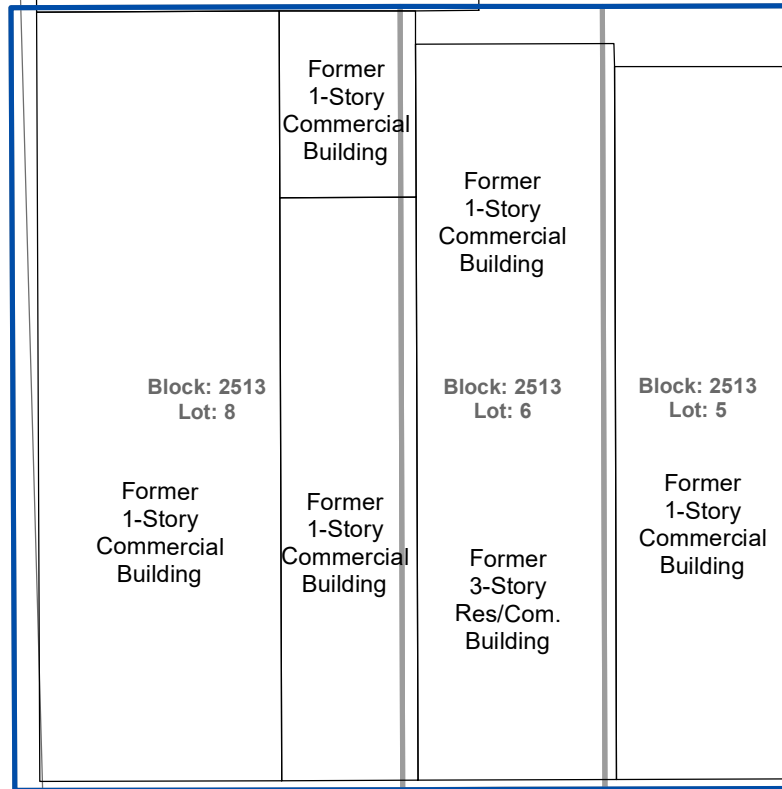 Former
1-Story
Commercial
Building
Former
1-Story
Commercial
Building
Block: 2513
Lot: 8
Block: 2513
Lot: 6
Block: 2513
Lot: 5
Former
1-Story
Commercial
Building
Former
1-Story
Commercial
Building
Former
3-Story
Res/Com.
Building
Former
1-Story
Commercial
Building